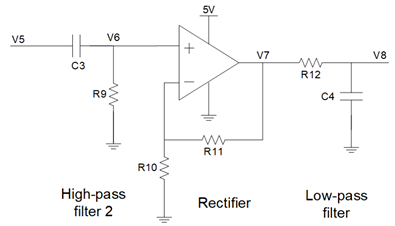 5V
V5
V6
V7
V8
C3
R12
R9
C4
R11
R10
High-pass
filter 2
Rectifier
Low-pass
filter